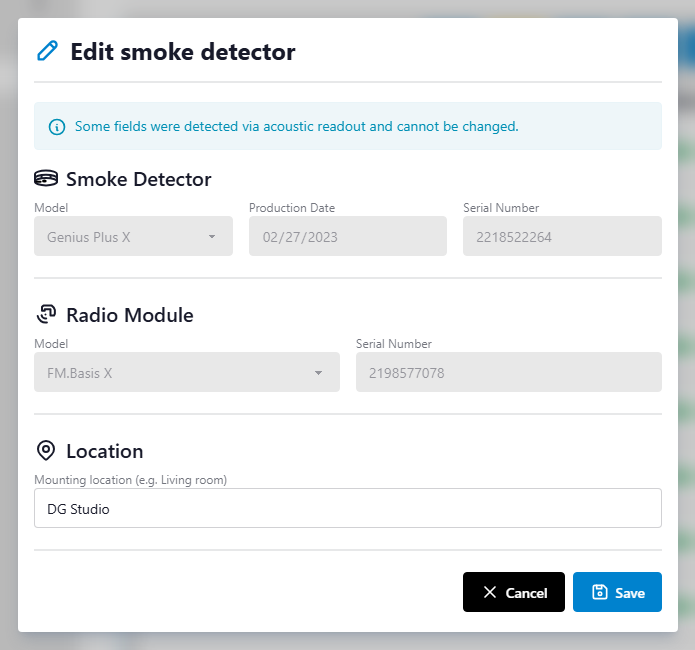 Edit smoke detector
Some fields were detected via acoustic readout and cannot be changed.
Smoke Detector
Model Production Date Serial Number
Genius Plus X 02/27/2023 2218522264
Radio Module
Model Serial Number
FM.Basis X 2198577078
Location
Mounting location (e.g. Living room)
DG Studio
Cancel Save